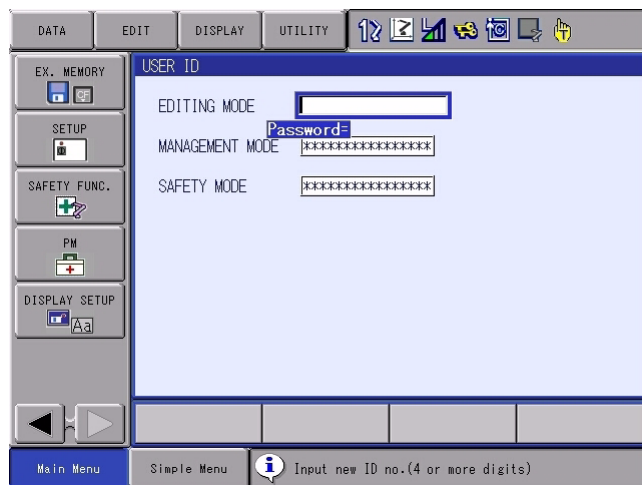 DATA EDIT DISPLAY UTILITY
EX. MEMORY
CF
SETUP
SAFETY FUNC.
PM
DISPLAY SETUP
Aa
USER ID
EDITING MODE
Password=
MANAGEMENT MODE ****************
SAFETY MODE ****************
Main Menu Simple Menu Input new ID no.(4 or more digits)